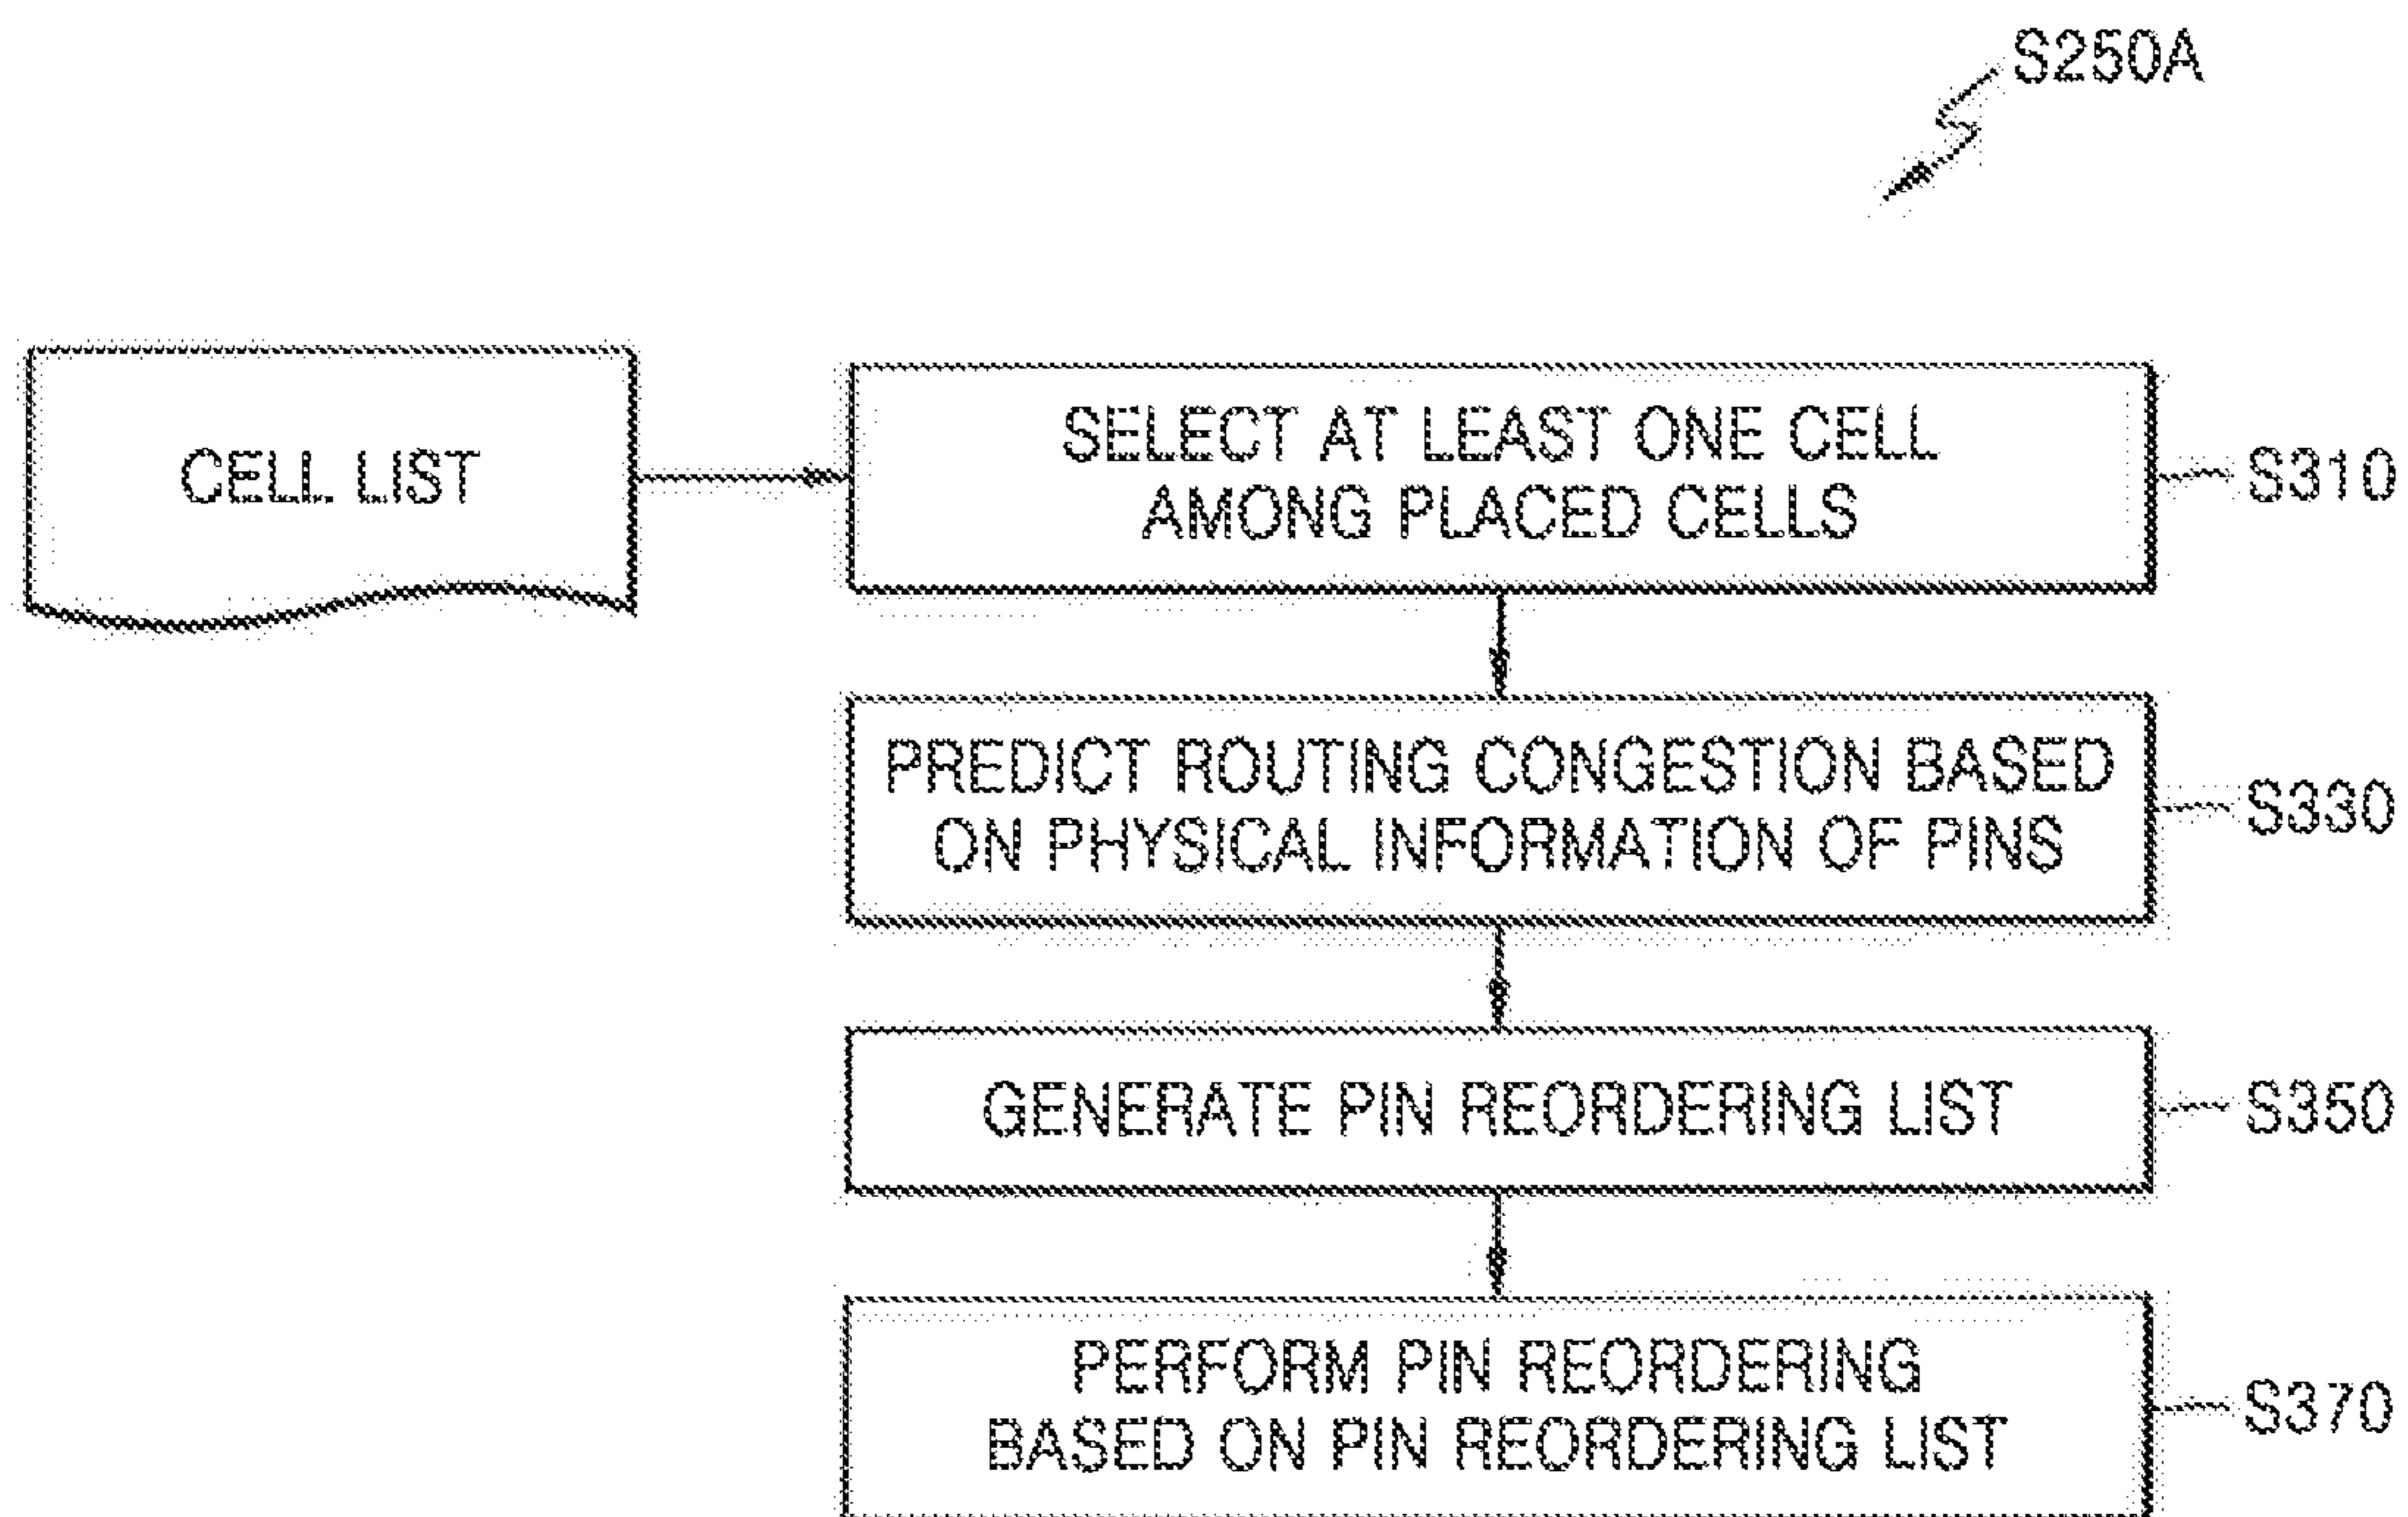 S250A
CELL LIST
SELECT AT LEAST ONE CELL
AMONG PLACED CELLS
S310
PREDICT ROUTING CONGESTION BASED
ON PHYSICAL INFORMATION OF PINS
S330
GENERATE PIN REORDERING LIST
S350
PERFORM PIN REORDERING
BASED ON PIN REORDERING LIST
S370